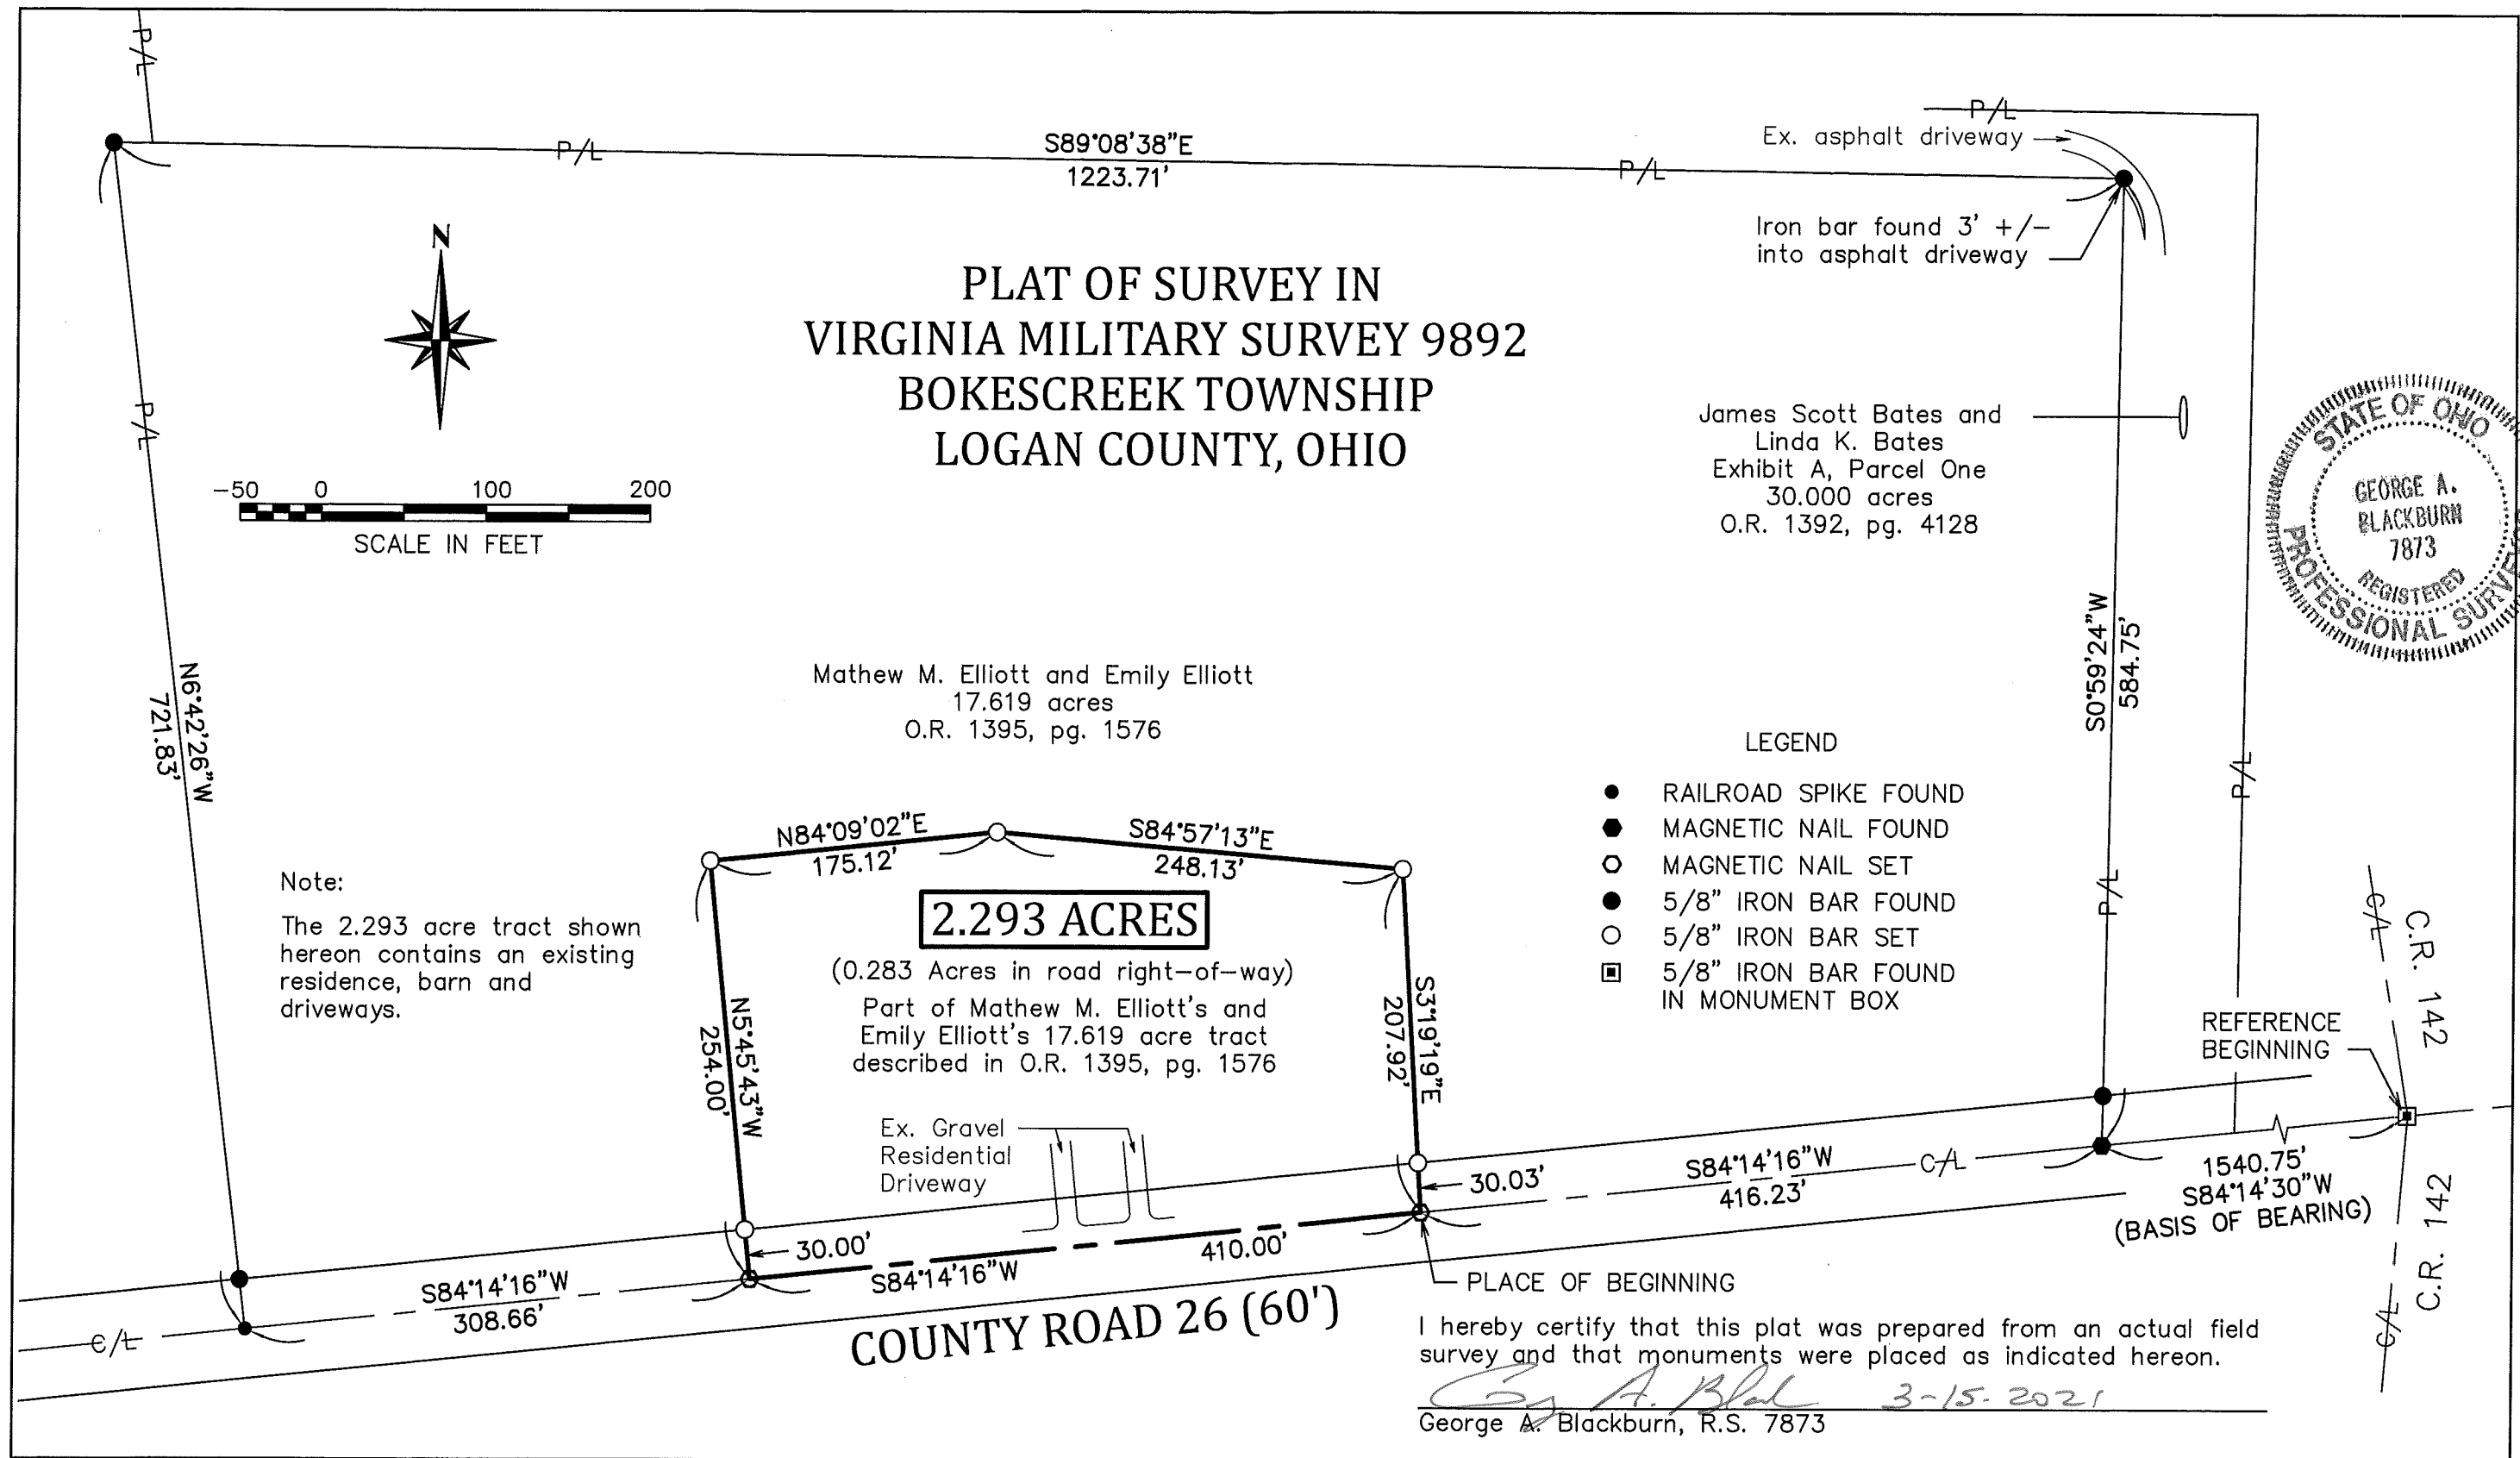 P/L
S89°08'38"E
1223.71'
P/L
P/L
P/L
Ex. asphalt driveway
Iron bar found 3' +/-
into asphalt driveway
N
PLAT OF SURVEY IN
VIRGINIA MILITARY SURVEY 9892
BOKESCREEK TOWNSHIP
LOGAN COUNTY, OHIO
P/L
-50 0 100 200
SCALE IN FEET
James Scott Bates and
Linda K. Bates
Exhibit A, Parcel One
30.000 acres
O.R. 1392, pg. 4128
STATE OF OHIO
GEORGE A.
BLACKBURN
7873
REGISTERED
PROFESSIONAL
N6°42'26"W
721.83'
Mathew M. Elliott and Emily Elliott
17.619 acres
O.R. 1395, pg. 1576
S0°59'24"W
584.75'
P/L
P/L
LEGEND
RAILROAD SPIKE FOUND
MAGNETIC NAIL FOUND
MAGNETIC NAIL SET
5/8" IRON BAR FOUND
5/8" IRON BAR SET
5/8" IRON BAR FOUND
IN MONUMENT BOX
Note:
The 2.293 acre tract shown
hereon contains an existing
residence, barn and
driveways.
N84°09'02"E
175.12'
S84°57'13"E
248.13'
2.293 ACRES
(0.283 Acres in road right-of-way)
Part of Mathew M. Elliott's and
Emily Elliott's 17.619 acre tract
described in O.R. 1395, pg. 1576
N5°45'43"W
254.00'
S3°19'19"E
207.92'
Ex. Gravel
Residential
Driveway
C/L
C.R. 142
REFERENCE
BEGINNING
30.03'
S84°14'16"W
416.23'
C/L
1540.75'
S84°14'30"W
(BASIS OF BEARING)
C.R. 142
C/L
30.00'
S84°14'16"W
410.00'
S84°14'16"W
308.66'
C/L
PLACE OF BEGINNING
COUNTY ROAD 26 (60')
I hereby certify that this plat was prepared from an actual field
survey and that monuments were placed as indicated hereon.
3-15-2021
George A. Blackburn, R.S. 7873